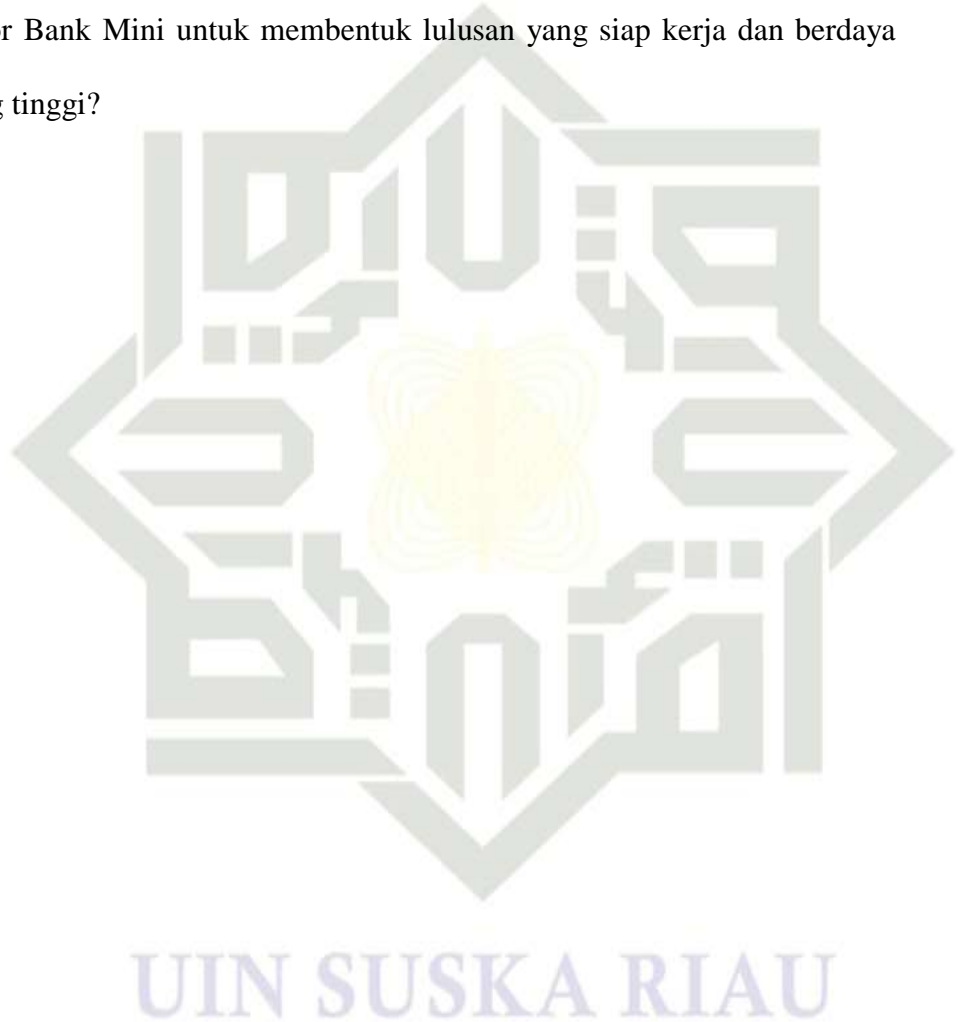 Bank Mini untuk membentuk lulusan yang siap kerja dan berdaya
tinggi?
UIN SUSKA RIAU